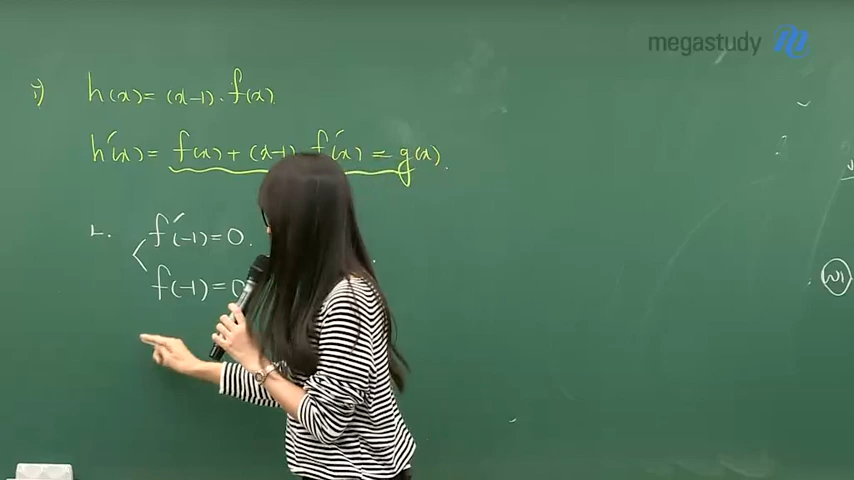 megastudy
i) h(x)=(x-1)·f(x)
h'(x)= f(x)+(x-1) f'(x)=g(x).
ㄴ. f'(-1)=0.
f(-1)=0